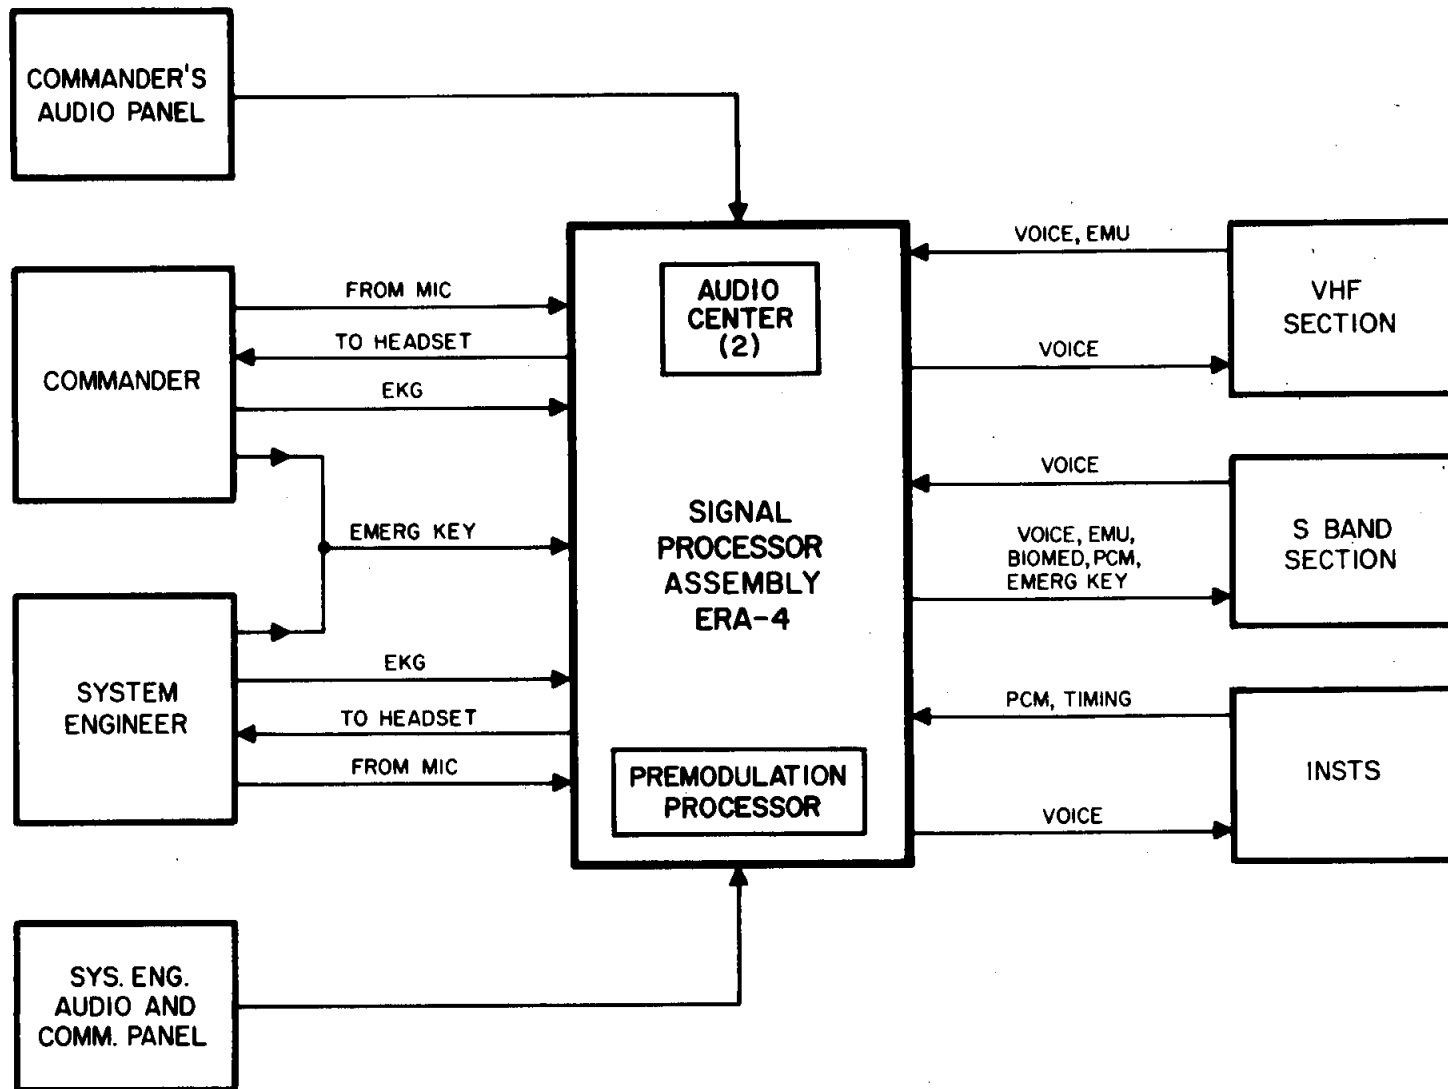 COMMANDER'S
AUDIO PANEL
COMMANDER
FROM MIC
TO HEADSET
EKG
EMERG KEY
SYSTEM
ENGINEER
EKG
TO HEADSET
FROM MIC
SYS. ENG.
AUDIO AND
COMM. PANEL
AUDIO
CENTER
(2)
SIGNAL
PROCESSOR
ASSEMBLY
ERA-4
PREMODULATION
PROCESSOR
VOICE, EMU
VOICE
VHF
SECTION
VOICE
VOICE, EMU,
BIOMED, PCM,
EMERG KEY
S BAND
SECTION
PCM, TIMING
VOICE
INSTS